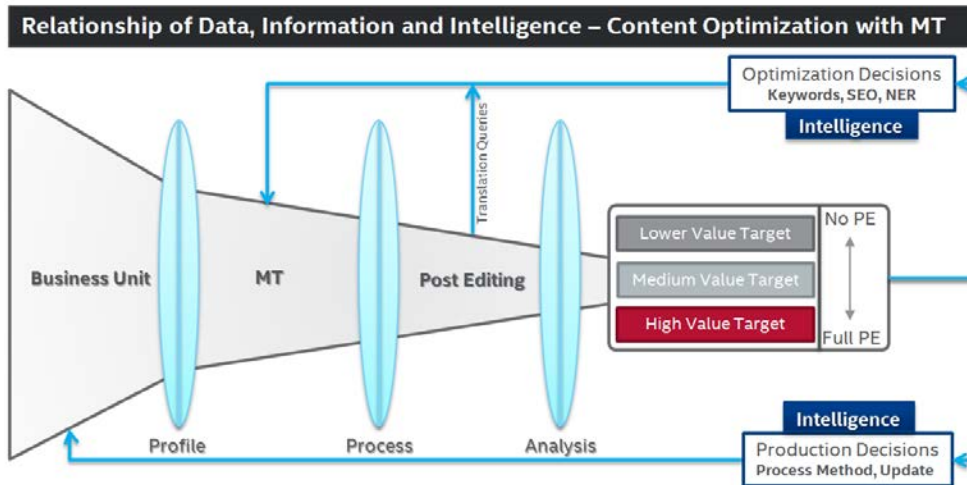 Relationship of Data, Information and Intelligence – Content Optimization with MT
Optimization Decisions
Keywords, SEO, NER
Intelligence
Translation Queries
Business Unit
MT
Post Editing
Lower Value Target
Medium Value Target
High Value Target
No PE
Full PE
Profile
Process
Analysis
Intelligence
Production Decisions
Process Method, Update